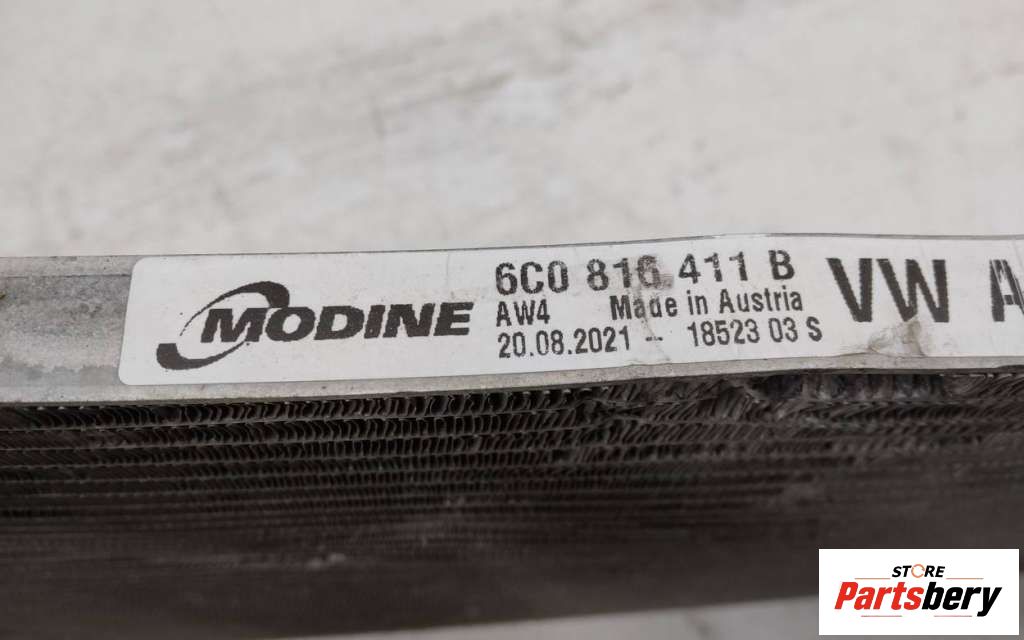 MODINE
6C0 816 411 B
AW4 Made in Austria
20.08.2021 -- 18523 03 S
VW A
STORE
Partsbery